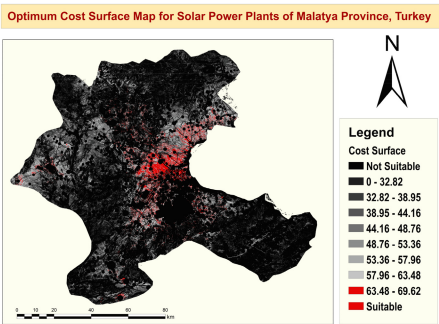 Optimum Cost Surface Map for Solar Power Plants of Malatya Province, Turkey
N
Legend
Cost Surface
Not Suitable
0 - 32.82
32.82 - 38.95
38.95 - 44.16
44.16 - 48.76
48.76 - 53.36
53.36 - 57.96
57.96 - 63.48
63.48 - 69.62
Suitable
0 10 20 40 60 80
km